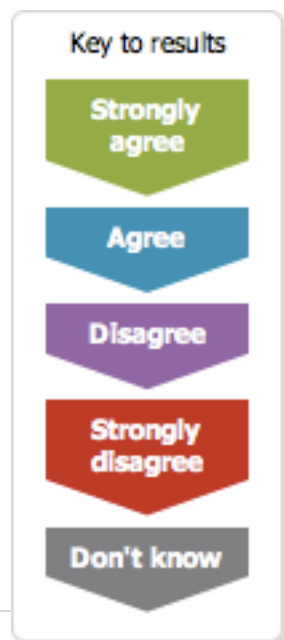 Key to results
Strongly
agree
Agree
Disagree
Strongly
disagree
Don't know